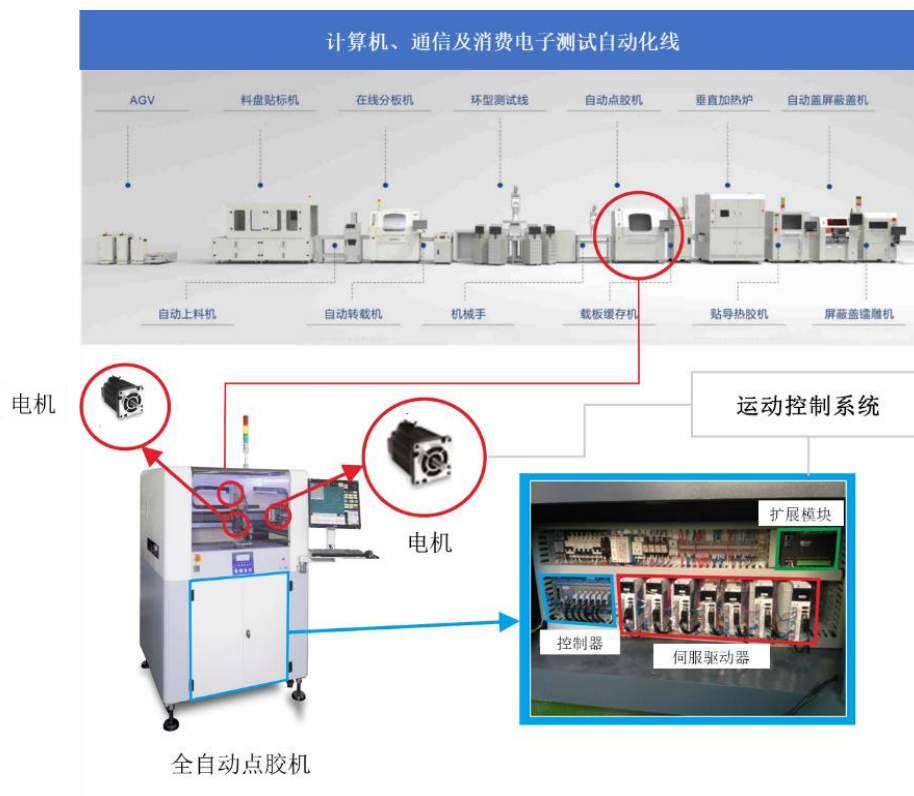 计算机、通信及消费电子测试自动化线
AGV
料盘贴标机
在线分板机
环型测试线
自动点胶机
垂直加热炉
自动盖屏蔽盖机
自动上料机
自动转载机
机械手
载板缓存机
贴导热胶机
屏蔽盖镭雕机
电机
运动控制系统
电机
扩展模块
控制器
伺服驱动器
全自动点胶机